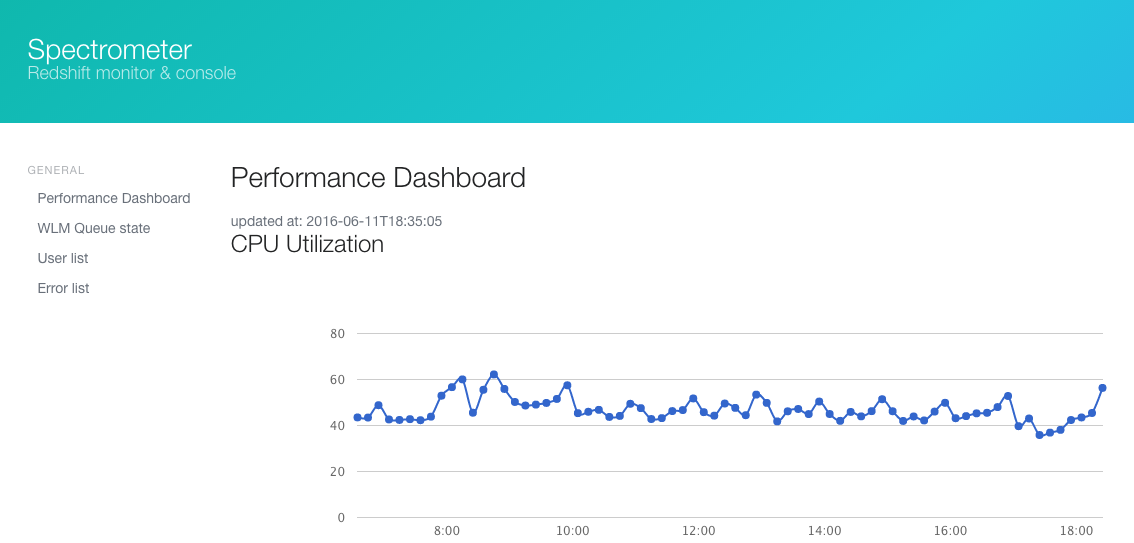 Spectrometer
Redshift monitor & console
GENERAL
Performance Dashboard
WLM Queue state
User list
Error list
Performance Dashboard
updated at: 2016-06-11T18:35:05
CPU Utilization
80
60
40
20
0
8:00 10:00 12:00 14:00 16:00 18:00